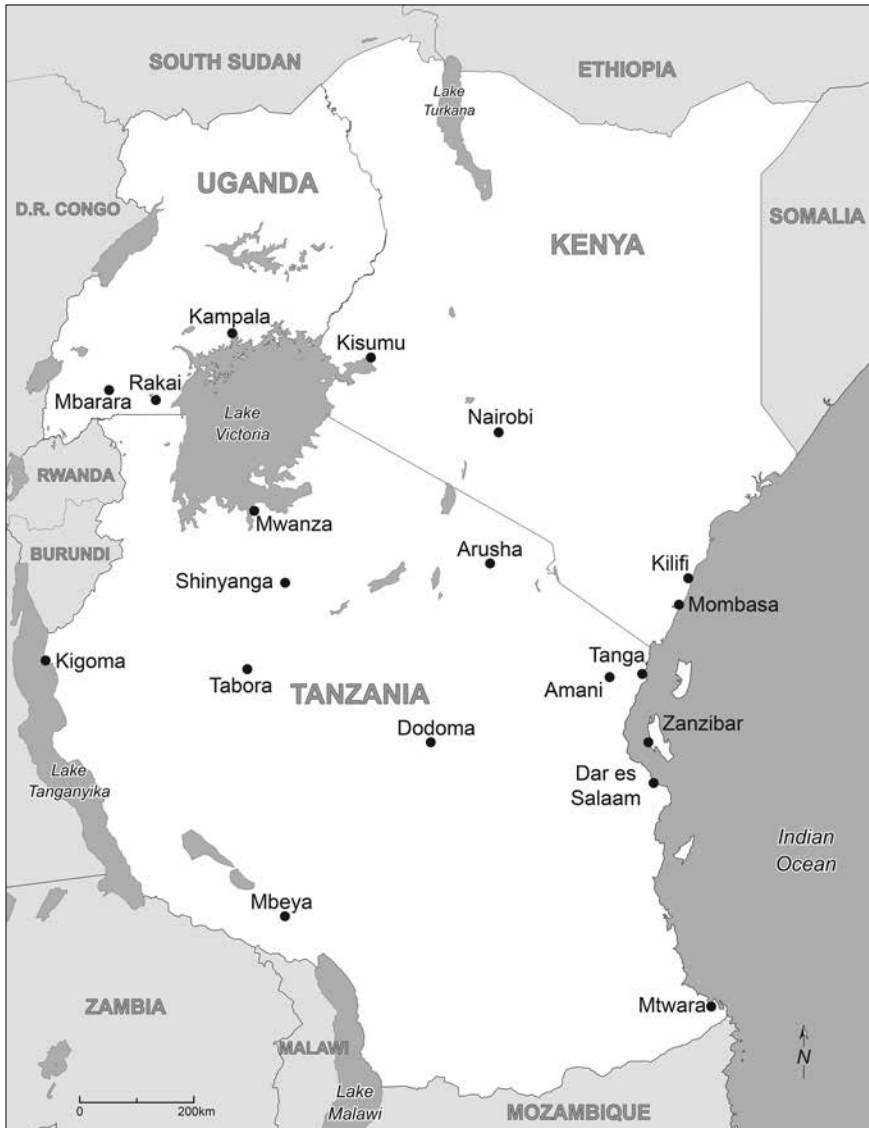 SOUTH SUDAN
ETHIOPIA
Lake
Turkana
UGANDA
D.R. CONGO
SOMALIA
KENYA
Kampala
Kisumu
Rakai
Mbarara
Lake
Victoria
Nairobi
RWANDA
Mwanza
BURUNDI
Arusha
Kilifi
Shinyanga
Mombasa
Tanga
Kigoma
Amani
Tabora
TANZANIA
Zanzibar
Dodoma
Lake
Tanganyika
Dar es
Salaam
Indian
Ocean
Mbeya
ZAMBIA
Mtwara
MALAWI
N
0
200km
Lake
Malawi
MOZAMBIQUE